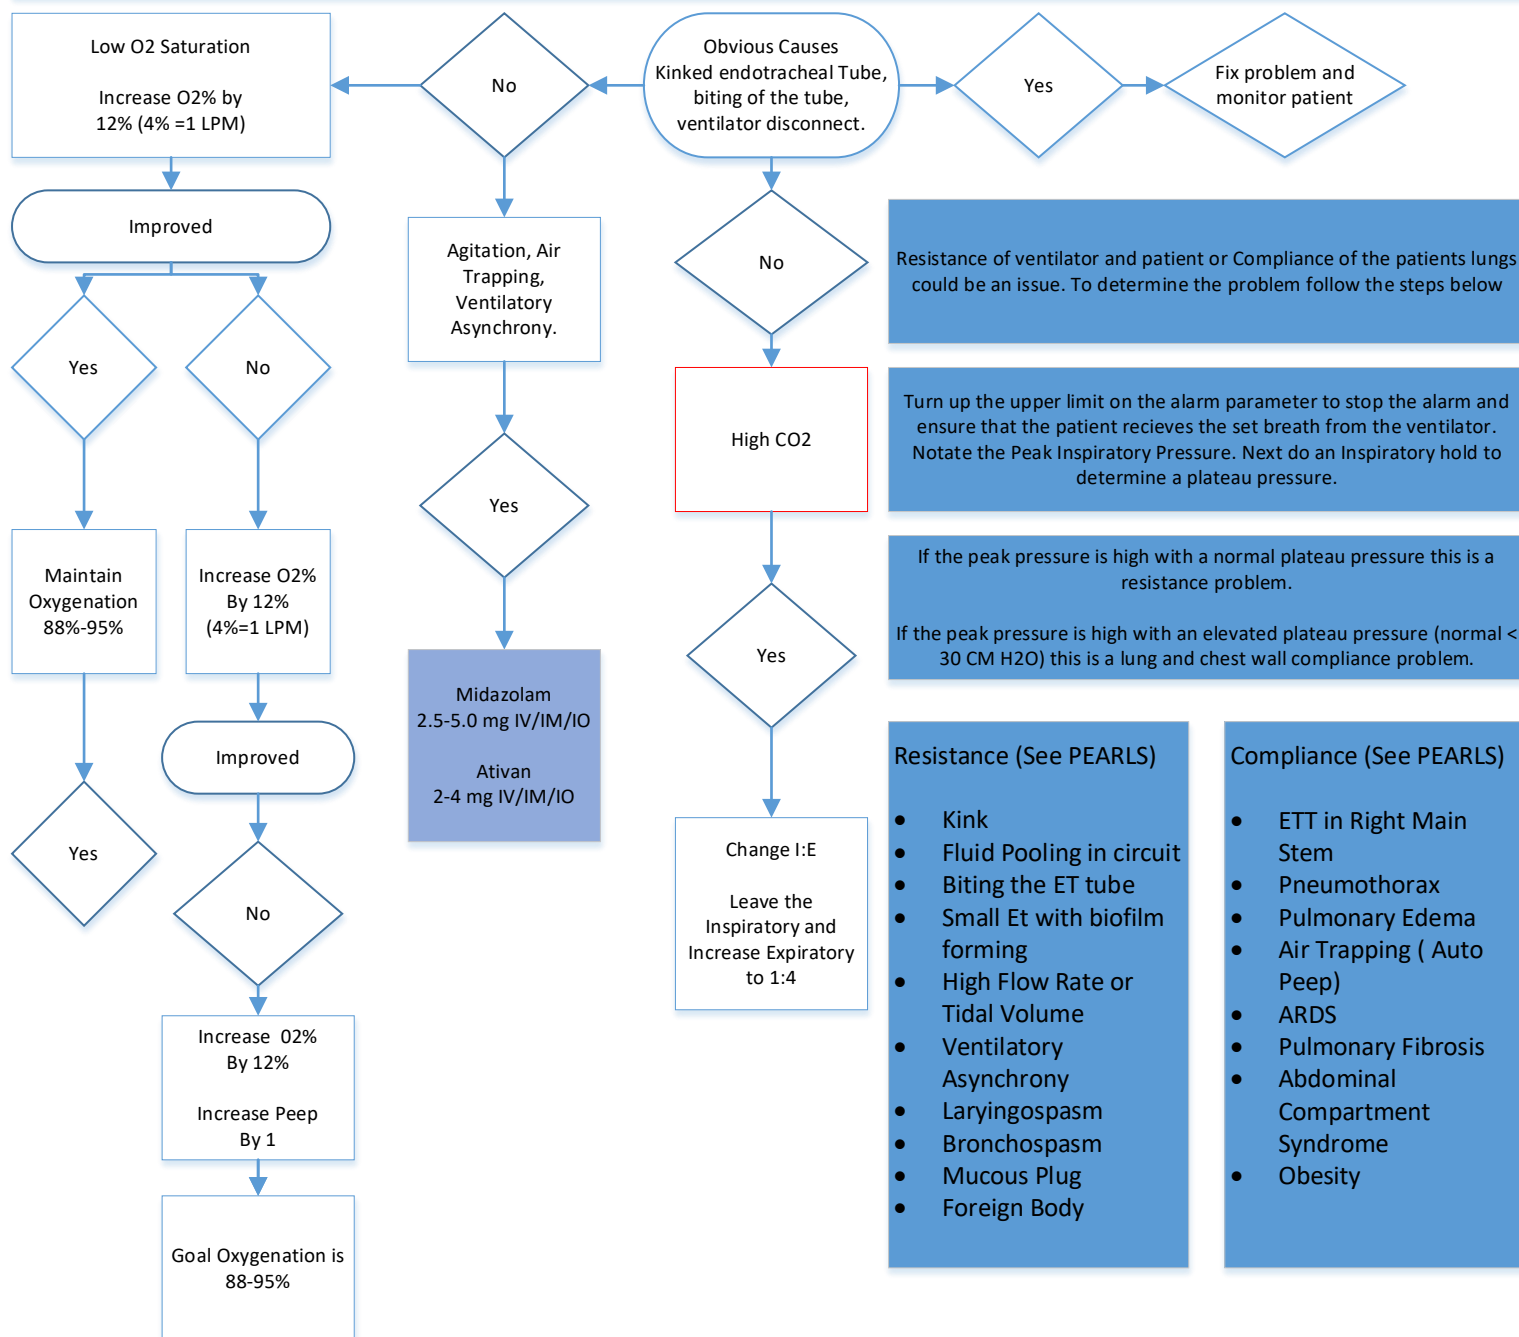 Low O2 Saturation
Increase O2% by
12% (4% =1 LPM)
No
Obvious Causes
Kinked endotracheal Tube,
biting of the tube,
ventilator disconnect.
Yes
Fix problem and
monitor patient
Improved
Yes
No
Maintain
Oxygenation
88%-95%
Yes
Increase O2%
By 12%
(4%=1 LPM)
Improved
No
Increase 02%
By 12%
Increase Peep
By 1
Goal Oxygenation is
88-95%
Agitation, Air
Trapping,
Ventilatory
Asynchrony.
Yes
Midazolam
2.5-5.0 mg IV/IM/IO
Ativan
2-4 mg IV/IM/IO
No
High CO2
Yes
Change I:E
Leave the
Inspiratory and
Increase Expiratory
to 1:4
Resistance of ventilator and patient or Compliance of the patients lungs
could be an issue. To determine the problem follow the steps below
Turn up the upper limit on the alarm parameter to stop the alarm and
ensure that the patient recieves the set breath from the ventilator.
Notate the Peak Inspiratory Pressure. Next do an Inspiratory hold to
determine a plateau pressure.
If the peak pressure is high with a normal plateau pressure this is a
resistance problem.
If the peak pressure is high with an elevated plateau pressure (normal <
30 CM H2O) this is a lung and chest wall compliance problem.
Resistance (See PEARLS)
• Kink
• Fluid Pooling in circuit
• Biting the ET tube
• Small Et with biofilm
forming
• High Flow Rate or
Tidal Volume
• Ventilatory
Asynchrony
• Laryingospasm
• Bronchospasm
• Mucous Plug
• Foreign Body
Compliance (See PEARLS)
• ETT in Right Main
Stem
• Pneumothorax
• Pulmonary Edema
• Air Trapping ( Auto
Peep)
• ARDS
• Pulmonary Fibrosis
• Abdominal
Compartment
Syndrome
• Obesity